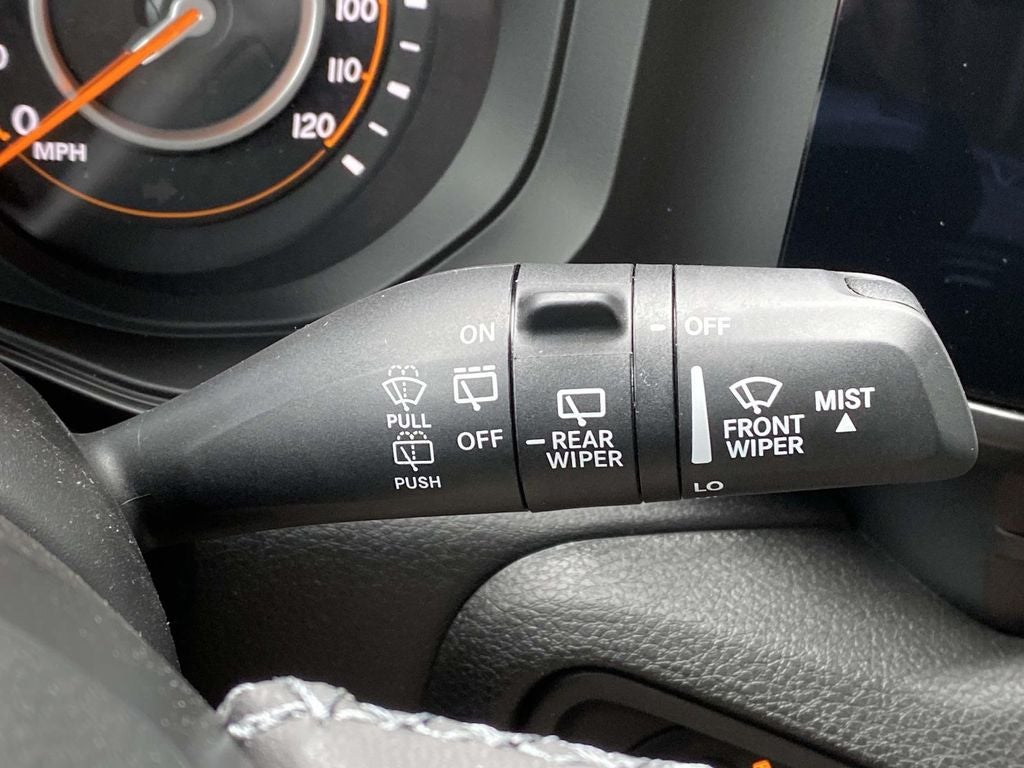 100
110
120
0
MPH
ON
OFF
PULL
PUSH
REAR
WIPER
OFF
FRONT
WIPER
LO
MIST